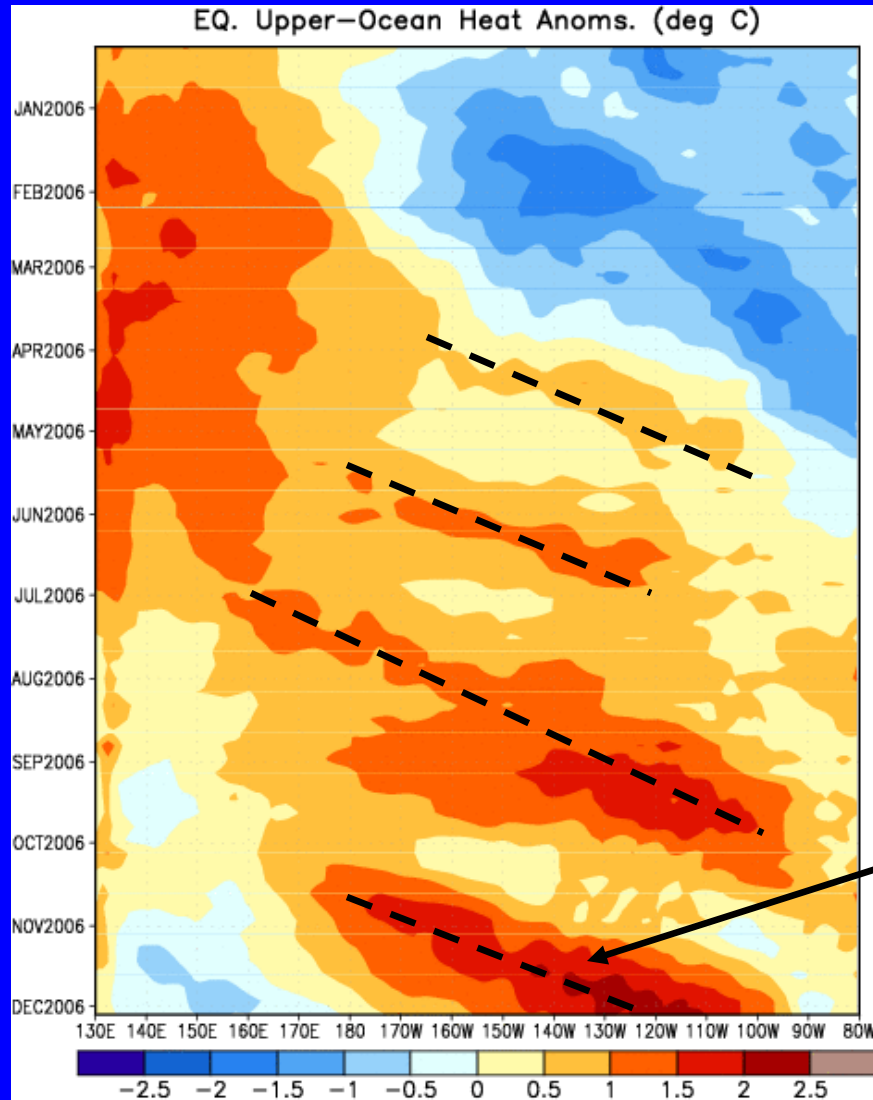 EQ. Upper-Ocean Heat Anoms. (deg C)
JAN2006
FEB2006
MAR2006
APR2006
MAY2006
JUN2006
JUL2006
AUG2006
SEP2006
OCT2006
NOV2006
DEC2006
130E 140E 150E 160E 170E 180 170W 160W 150W 140W 130W 120W 110W 100W 90W 80W
-2.5 -2 -1.5 -1 -0.5 0 0.5 1 1.5 2 2.5